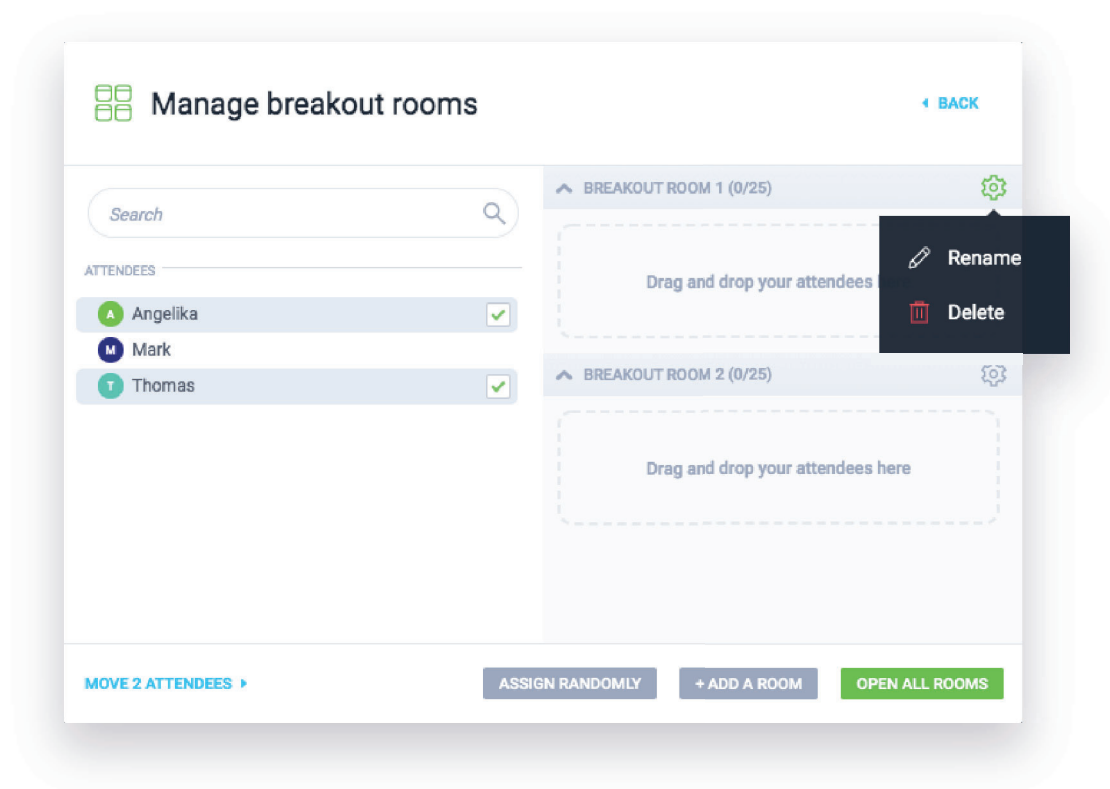 Manage breakout rooms
BACK
Search
ATTENDEES
A Angelika
M Mark
T Thomas
BREAKOUT ROOM 1 (0/25)
Rename
Delete
Drag and drop your attendees here
BREAKOUT ROOM 2 (0/25)
Drag and drop your attendees here
MOVE 2 ATTENDEES
ASSIGN RANDOMLY
+ ADD A ROOM
OPEN ALL ROOMS